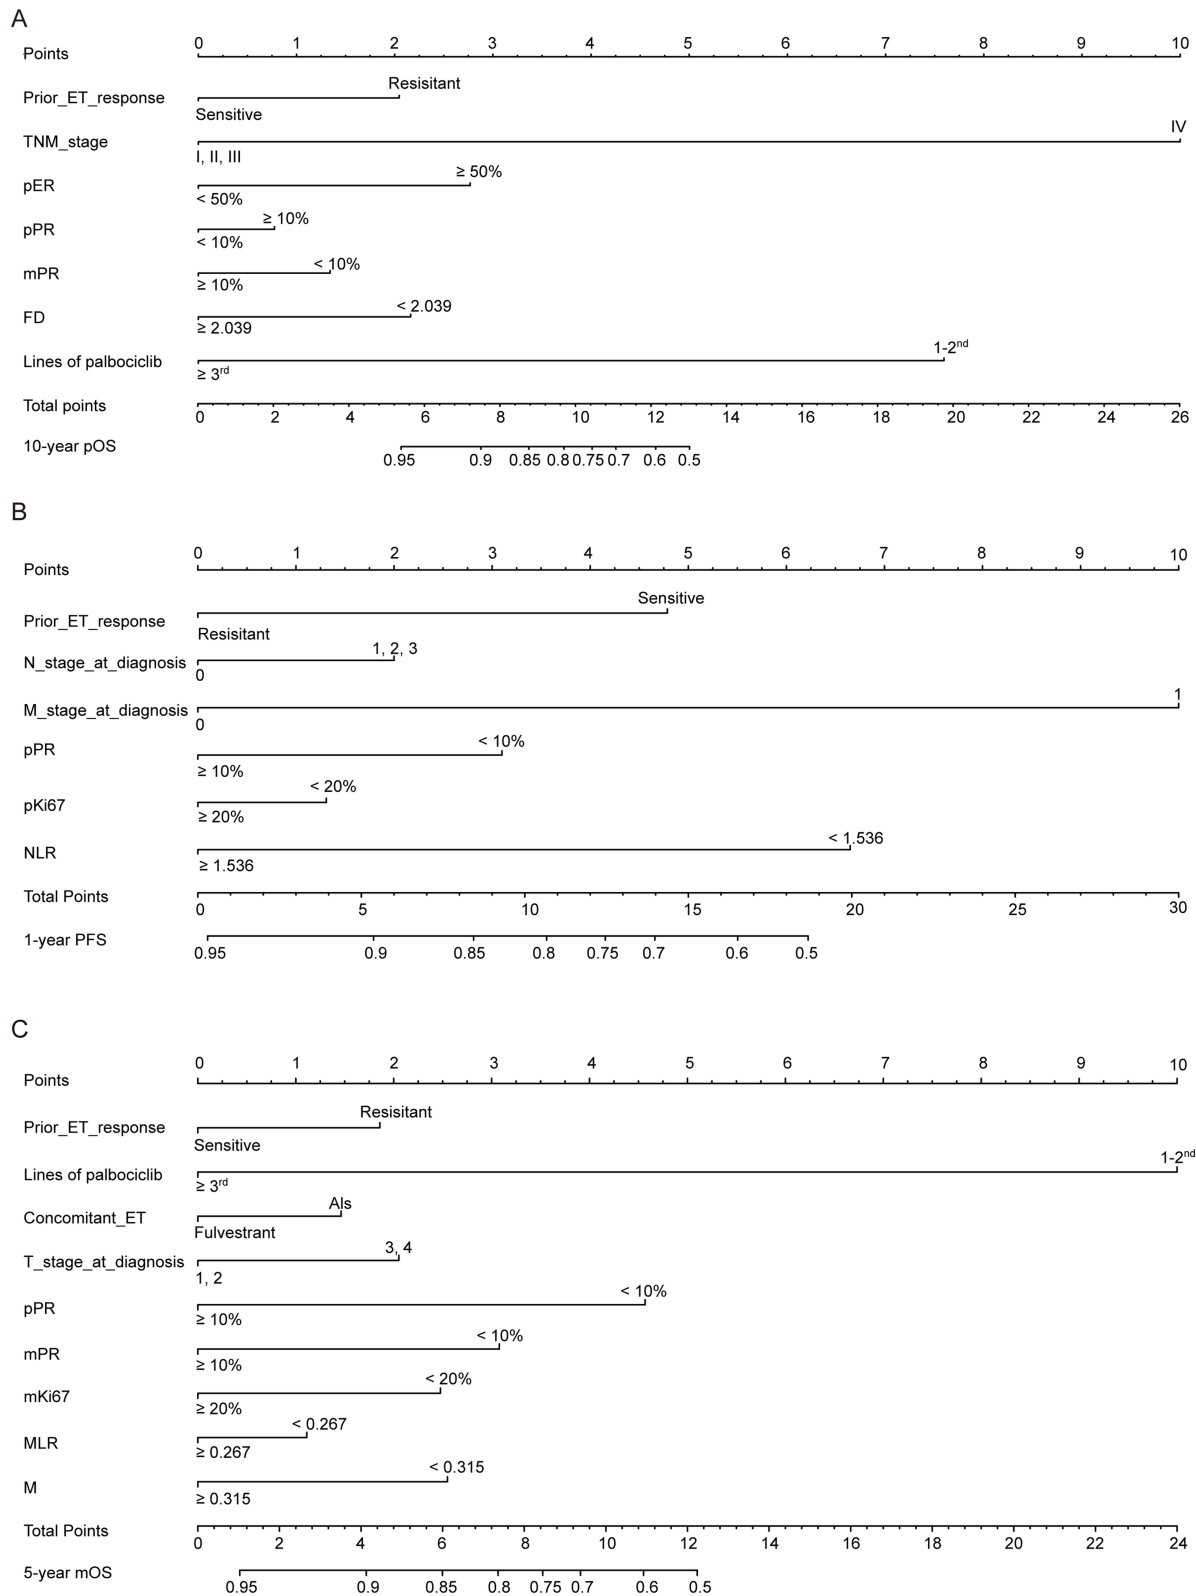 A
Points
0 1 2 3 4 5 6 7 8 9 10
Prior_ET_response
Resisitant
Sensitive
TNM_stage
IV
I, II, III
pER
≥ 50%
< 50%
pPR
≥ 10%
< 10%
mPR
< 10%
≥ 10%
FD
< 2.039
≥ 2.039
Lines of palbociclib
1-2nd
≥ 3rd
Total points
0 2 4 6 8 10 12 14 16 18 20 22 24 26
10-year pOS
0.95 0.9 0.85 0.8 0.75 0.7 0.6 0.5
B
Points
0 1 2 3 4 5 6 7 8 9 10
Prior_ET_response
Sensitive
Resisitant
N_stage_at_diagnosis
1, 2, 3
0
M_stage_at_diagnosis
1
0
pPR
< 10%
≥ 10%
pKi67
< 20%
≥ 20%
NLR
< 1.536
≥ 1.536
Total Points
0 5 10 15 20 25 30
1-year PFS
0.95 0.9 0.85 0.8 0.75 0.7 0.6 0.5
C
Points
0 1 2 3 4 5 6 7 8 9 10
Prior_ET_response
Resisitant
Sensitive
Lines of palbociclib
1-2nd
≥ 3rd
Concomitant_ET
AIs
Fulvestrant
T_stage_at_diagnosis
3, 4
1, 2
pPR
< 10%
≥ 10%
mPR
< 10%
≥ 10%
mKi67
< 20%
≥ 20%
MLR
< 0.267
≥ 0.267
M
< 0.315
≥ 0.315
Total Points
0 2 4 6 8 10 12 14 16 18 20 22 24
5-year mOS
0.95 0.9 0.85 0.8 0.75 0.7 0.6 0.5